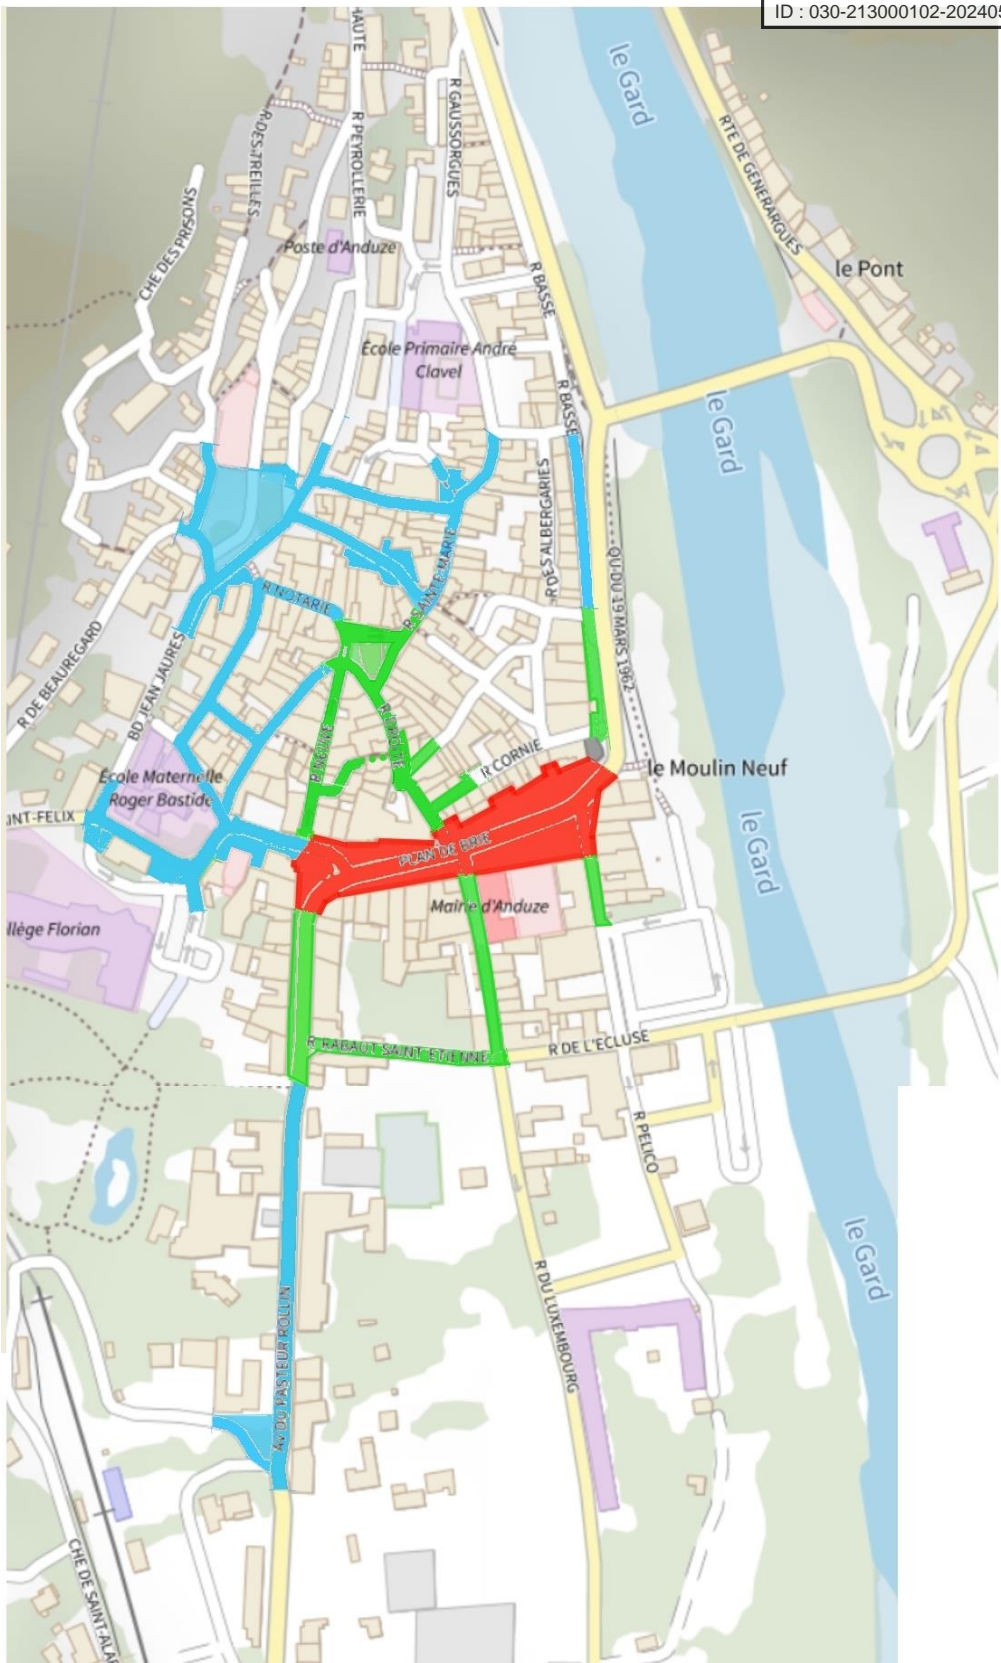 ID : 030-213000102-202405
HAUTE
le Gard
R GAUSSORGUES
R DES TREILLES
R PEYROLLERIE
RTE DE GENERARGUES
CHE DES PRISONS
Poste d'Anduze
le Pont
R BASSE
École Primaire André
Clavel
R BASSE
le Gard
R DES ALBERGARIES
R SAINTE-MARIE
QU DU 19 MARS 1962
R NOTARIE
R DE BEAUREGARD
BD JEAN JAURES
R NEUVE
R DROITE
R CORNIE
le Moulin Neuf
École Maternelle
Roger Bastide
INT-FELIX
le Gard
PLAN DE BRIE
Mairie d'Anduze
llège Florian
R RABAUT SAINT ETIENNE
R DE L'ECLUSE
R PELICO
le Gard
R DU LUXEMBOURG
AV DU PASTEUR ROLLIN
CHE DE SAINT-ALA